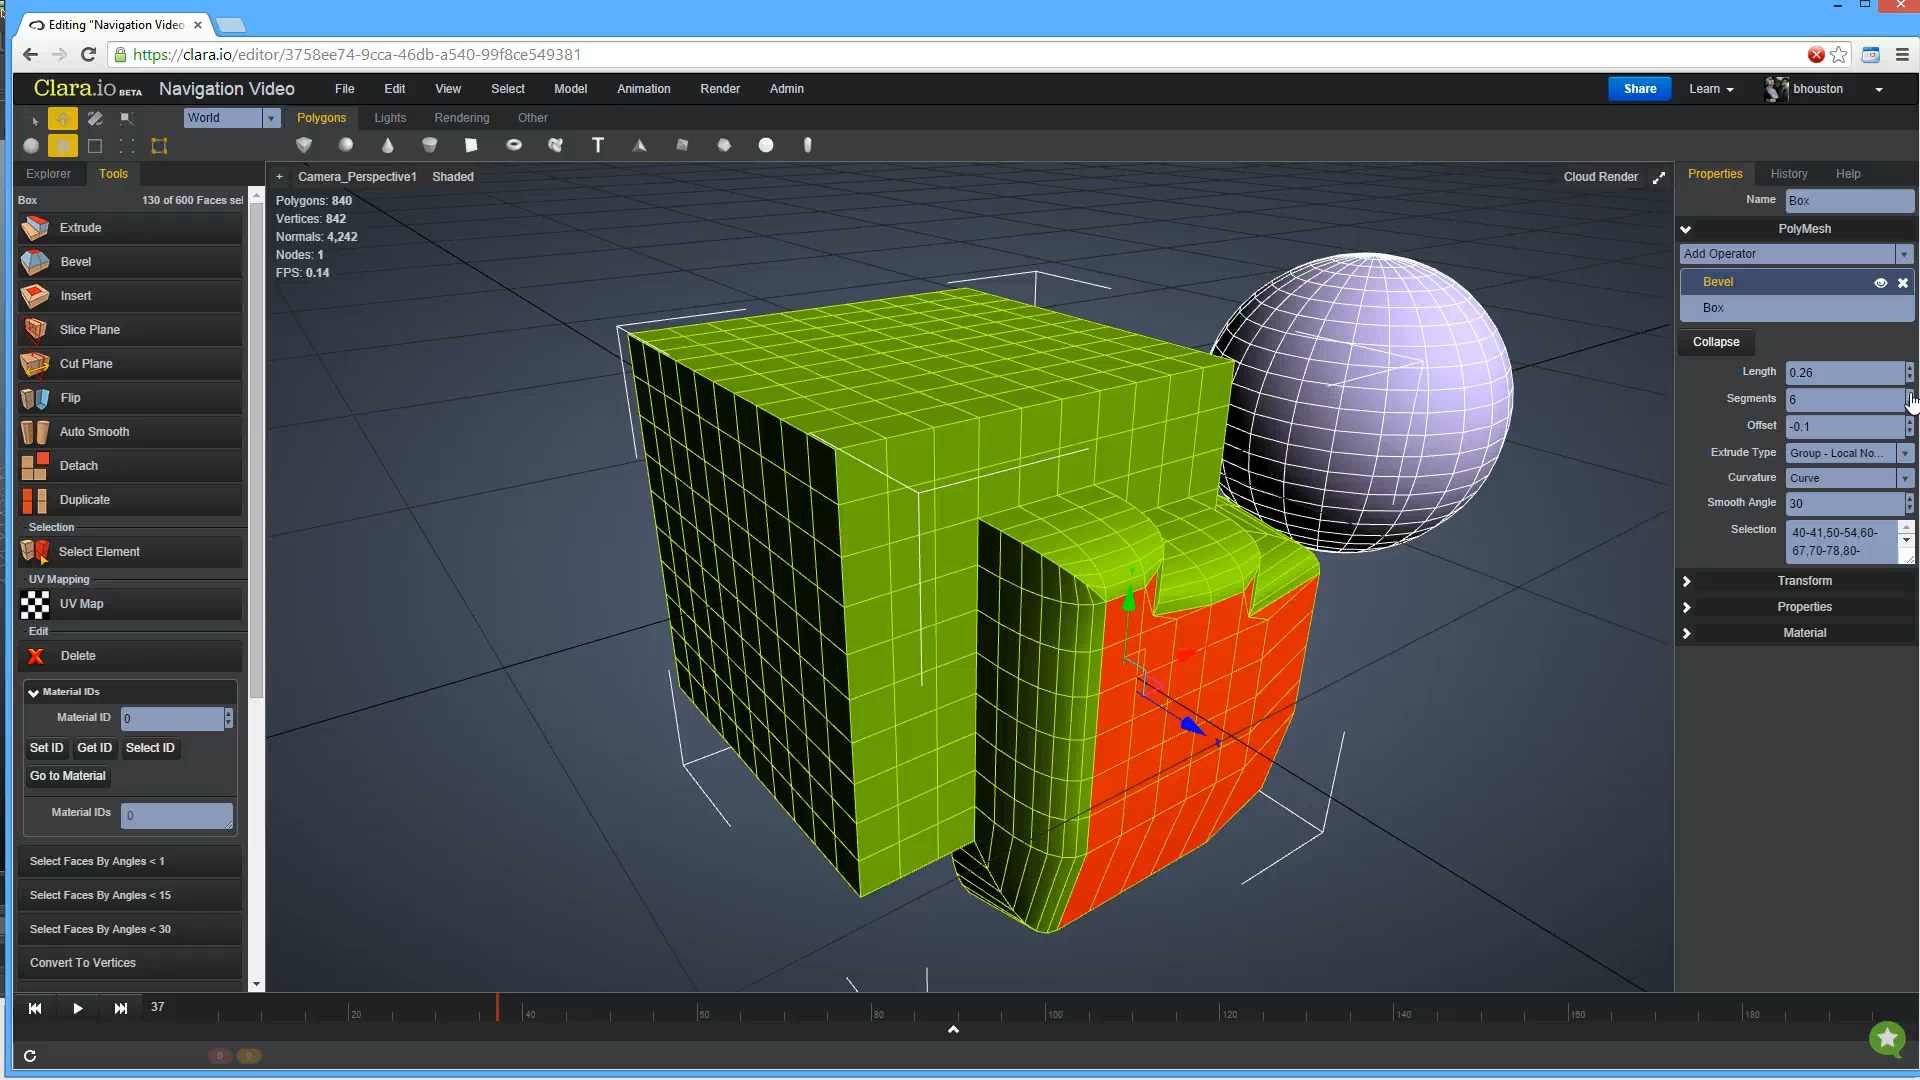 Editing "Navigation Video
https://clara.io/editor/3758ee74-9cca-46db-a540-99f8ce549381
Clara.io BETA Navigation Video File Edit View Select Model Animation Render Admin Share Learn bhouston
World Polygons Lights Rendering Other
T
Explorer Tools
Box 130 of 600 Faces sel
Extrude
Bevel
Insert
Slice Plane
Cut Plane
Flip
Auto Smooth
Detach
Duplicate
Selection
Select Element
UV Mapping
UV Map
Edit
Delete
Material IDs
Material ID 0
Set ID Get ID Select ID
Go to Material
Material IDs 0
Select Faces By Angles < 1
Select Faces By Angles < 15
Select Faces By Angles < 30
Convert To Vertices
+ Camera_Perspective1 Shaded Cloud Render
Polygons: 840
Vertices: 842
Normals: 4,242
Nodes: 1
FPS: 0.14
Properties History Help
Name Box
PolyMesh
Add Operator
Bevel
Box
Collapse
Length 0.26
Segments 6
Offset -0.1
Extrude Type Group - Local No...
Curvature Curve
Smooth Angle 30
Selection 40-41,50-54,60-
67,70-78,80-
Transform
Properties
Material
37 20 40 60 80 100 120 140 160 180
0 0